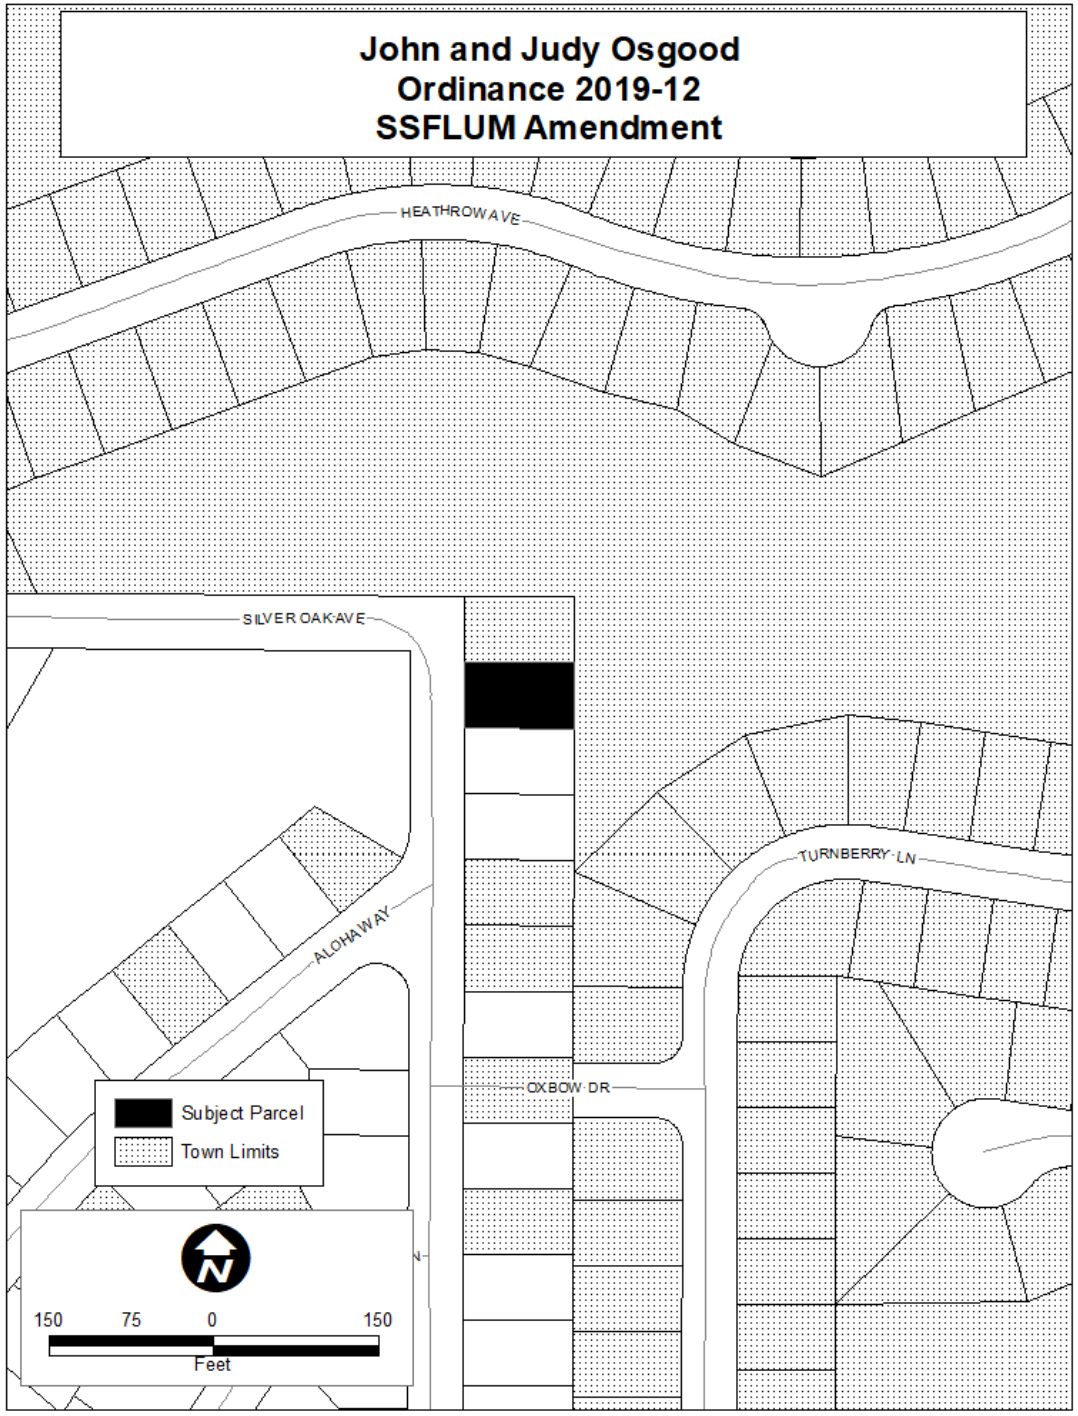 John and Judy Osgood
Ordinance 2019-12
SSFLUM Amendment
HEATHROW AVE
SILVER OAK AVE
TURNBERRY LN
ALOHA WAY
OXBOW DR
Subject Parcel
Town Limits
N
N
150 75 0 150
Feet